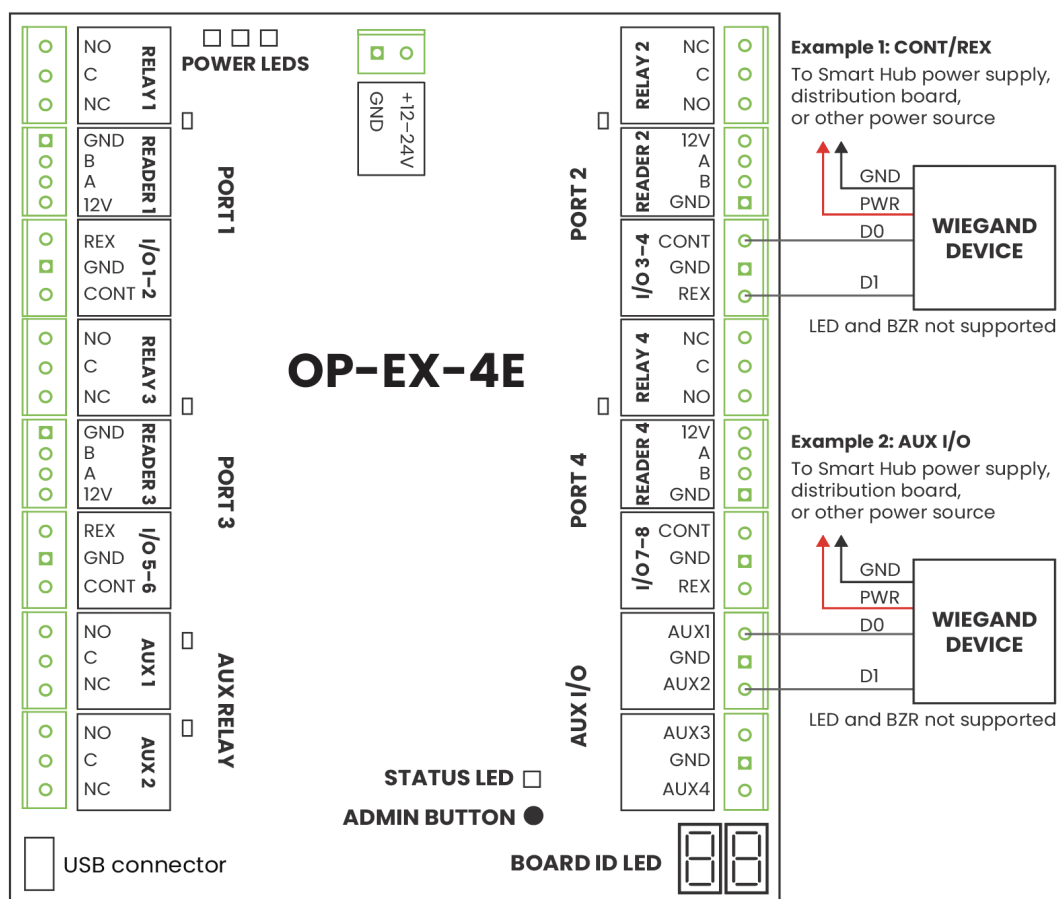 POWER LEDS
GND
+12–24V
NO
C
NC
RELAY 1
GND
B
A
12V
READER 1
REX
GND
CONT
I/O 1–2
PORT 1
NO
C
NC
RELAY 3
GND
B
A
12V
READER 3
REX
GND
CONT
I/O 5–6
PORT 3
NO
C
NC
AUX 1
NO
C
NC
AUX 2
AUX RELAY
OP-EX-4E
RELAY 2
NC
C
NO
READER 2
12V
A
B
GND
I/O 3–4
CONT
GND
REX
PORT 2
RELAY 4
NC
C
NO
READER 4
12V
A
B
GND
I/O 7–8
CONT
GND
REX
PORT 4
AUX1
GND
AUX2
AUX3
GND
AUX4
AUX I/O
STATUS LED
ADMIN BUTTON
BOARD ID LED
88
USB connector
Example 1: CONT/REX
To Smart Hub power supply,
distribution board,
or other power source
GND
PWR
D0
D1
WIEGAND
DEVICE
LED and BZR not supported
Example 2: AUX I/O
To Smart Hub power supply,
distribution board,
or other power source
GND
PWR
D0
D1
WIEGAND
DEVICE
LED and BZR not supported